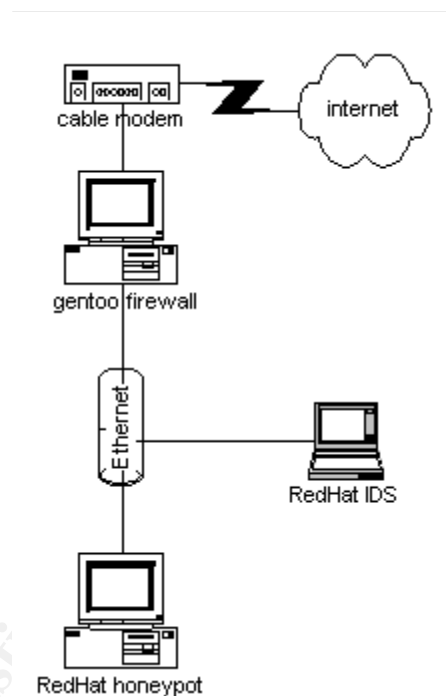 internet
cable modem
gentoo firewall
Ethernet
RedHat IDS
RedHat honeypot